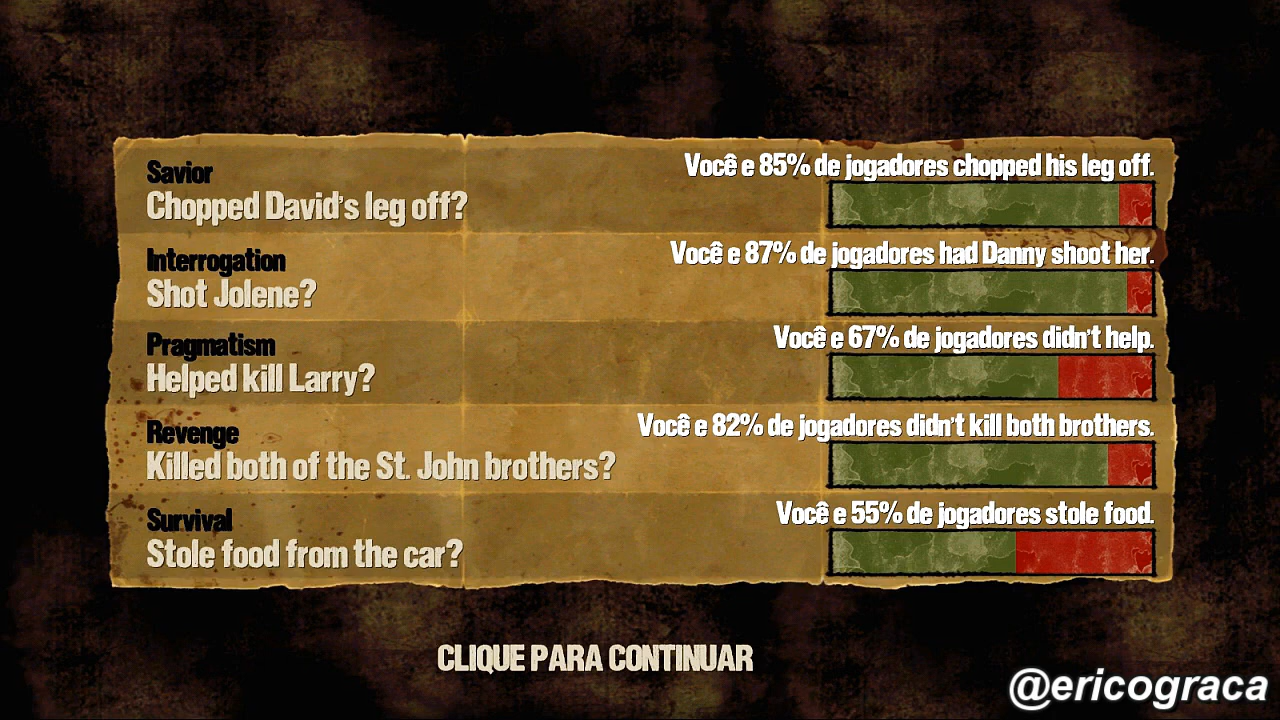 Savior
Você e 85% de jogadores chopped his leg off.
Chopped David's leg off?
Interrogation
Você e 87% de jogadores had Danny shoot her.
Shot Jolene?
Pragmatism
Você e 67% de jogadores didn't help.
Helped kill Larry?
Revenge
Você e 82% de jogadores didn't kill both brothers.
Killed both of the St. John brothers?
Survival
Você e 55% de jogadores stole food.
Stole food from the car?
CLIQUE PARA CONTINUAR
@ericograca